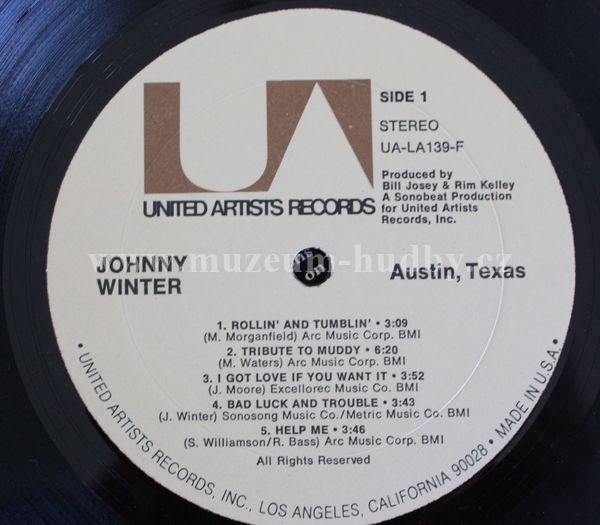 SIDE 1
STEREO
UA-LA139-F
Produced by
Bill Josey & Rim Kelley
A Sonobeat Production
for United Artists
Records, Inc.
UA
UNITED ARTISTS RECORDS
www.muzeum-hudby.cz
JOHNNY
WINTER
Austin, Texas
1. ROLLIN' AND TUMBLIN' • 3:09
(M. Morganfield) Arc Music Corp. BMI
2. TRIBUTE TO MUDDY • 6:20
(M. Waters) Arc Music Corp. BMI
3. I GOT LOVE IF YOU WANT IT • 3:52
(J. Moore) Excellorec Music Co. BMI
4. BAD LUCK AND TROUBLE • 3:43
(J. Winter) Sonosong Music Co./Metric Music Co. BMI
5. HELP ME • 3:46
(S. Williamson/R. Bass) Arc Music Corp. BMI
All Rights Reserved
• UNITED ARTISTS RECORDS, INC., LOS ANGELES, CALIFORNIA 90028 • MADE IN U.S.A. •